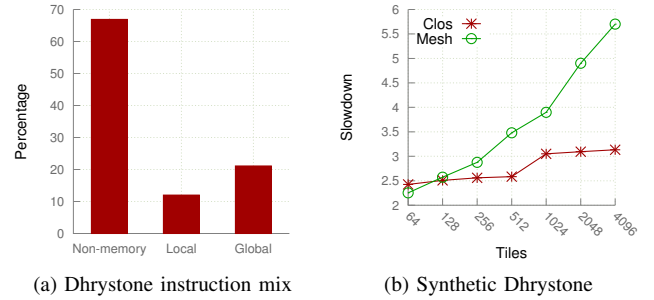 Percentage
70
60
50
40
30
20
10
0
Non-memory Local Global
(a) Dhrystone instruction mix
Slowdown
6
5.5
5
4.5
4
3.5
3
2.5
2
Clos
Mesh
64 128 256 512 1024 2048 4096
Tiles
(b) Synthetic Dhrystone